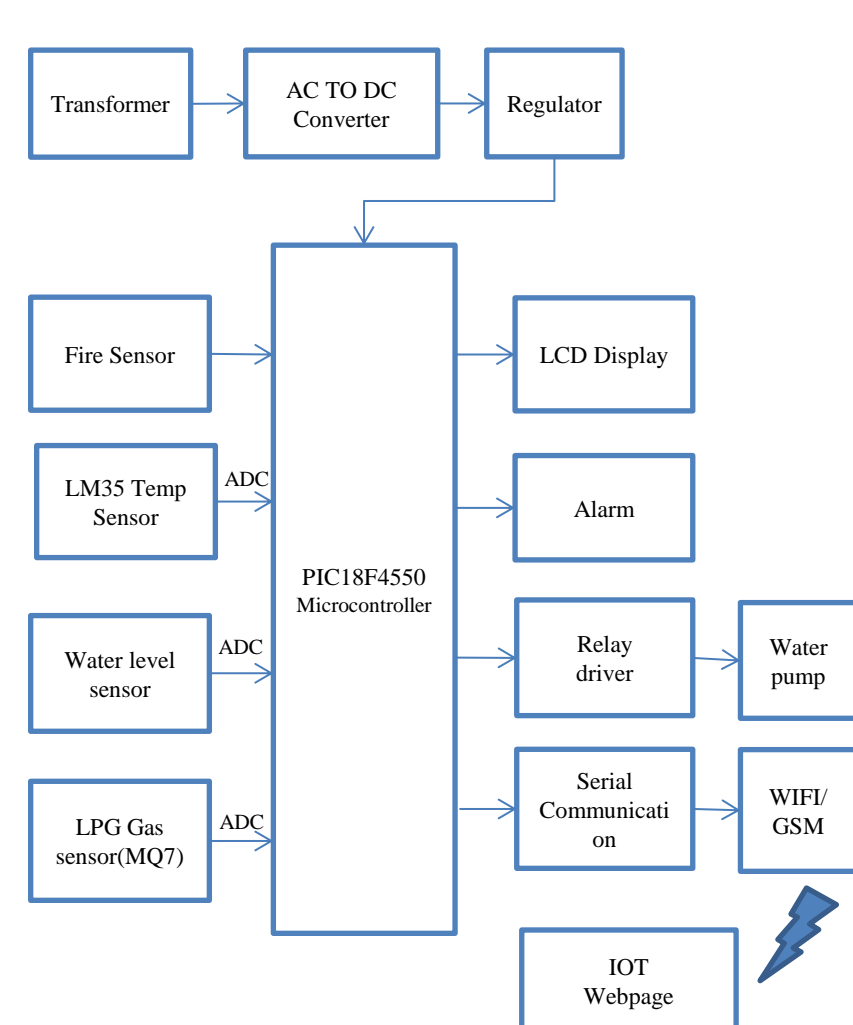 Transformer
AC TO DC
Converter
Regulator
Fire Sensor
LCD Display
LM35 Temp
Sensor
ADC
Alarm
PIC18F4550
Microcontroller
Water level
sensor
ADC
Relay
driver
Water
pump
LPG Gas
sensor(MQ7)
ADC
Serial
Communicati
on
WIFI/
GSM
IOT
Webpage